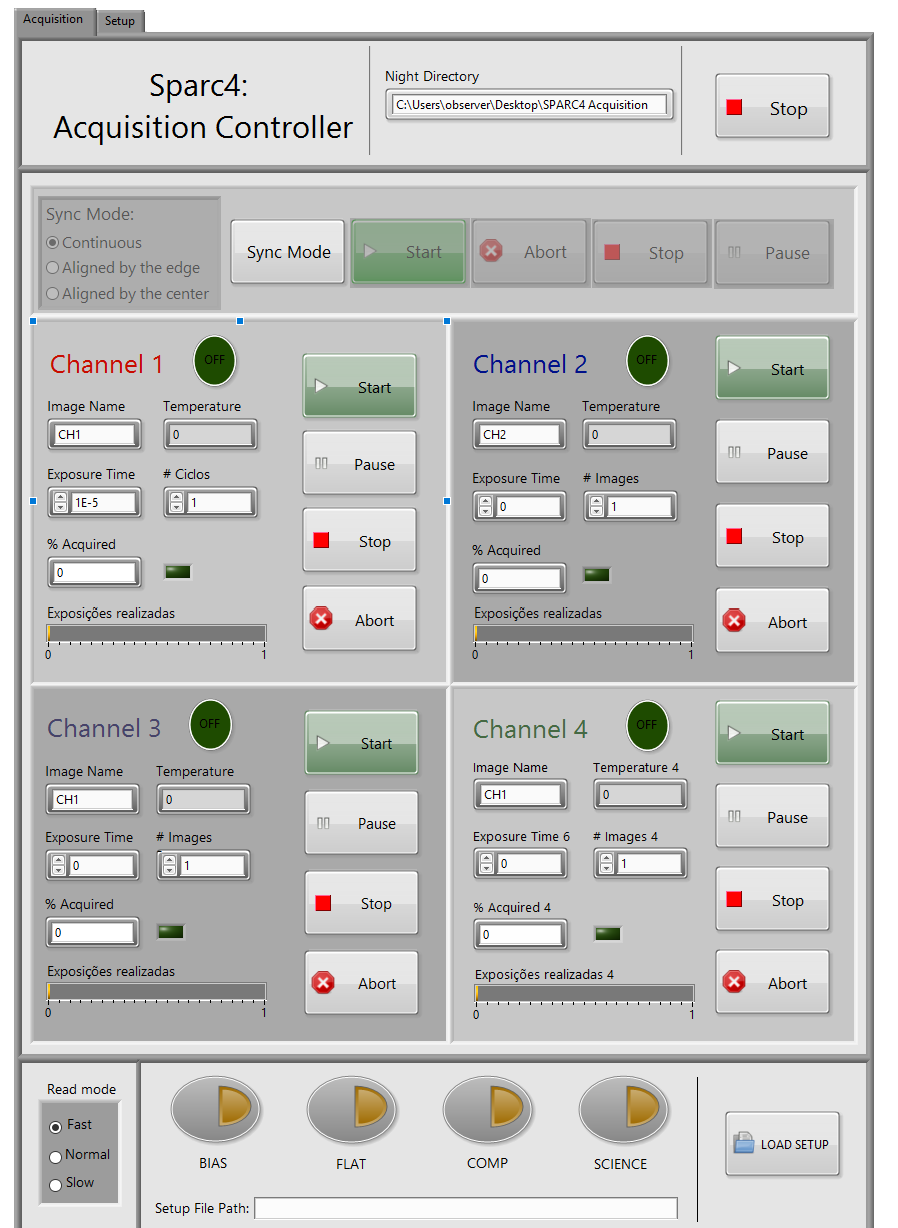 Acquisition
Setup
Sparc4:
Acquisition Controller
Night Directory
C:\Users\observer\Desktop\SPARC4 Acquisition
Stop
Sync Mode:
Continuous
Aligned by the edge
Aligned by the center
Sync Mode
Start
Abort
Stop
Pause
Channel 1
OFF
Image Name
Temperature
CH1
0
Exposure Time
# Ciclos
1E-5
1
% Acquired
0
Exposições realizadas
0
1
Start
Pause
Stop
Abort
Channel 2
OFF
Image Name
Temperature
CH2
0
Exposure Time
# Images
0
1
% Acquired
0
Exposições realizadas
0
1
Start
Pause
Stop
Abort
Channel 3
OFF
Image Name
Temperature
CH1
0
Exposure Time
# Images
0
1
% Acquired
0
Exposições realizadas
0
1
Start
Pause
Stop
Abort
Channel 4
OFF
Image Name
Temperature 4
CH1
0
Exposure Time 6
# Images 4
0
1
% Acquired 4
0
Exposições realizadas 4
0
1
Start
Pause
Stop
Abort
Read mode
Fast
Normal
Slow
BIAS
FLAT
COMP
SCIENCE
Setup File Path:
LOAD SETUP